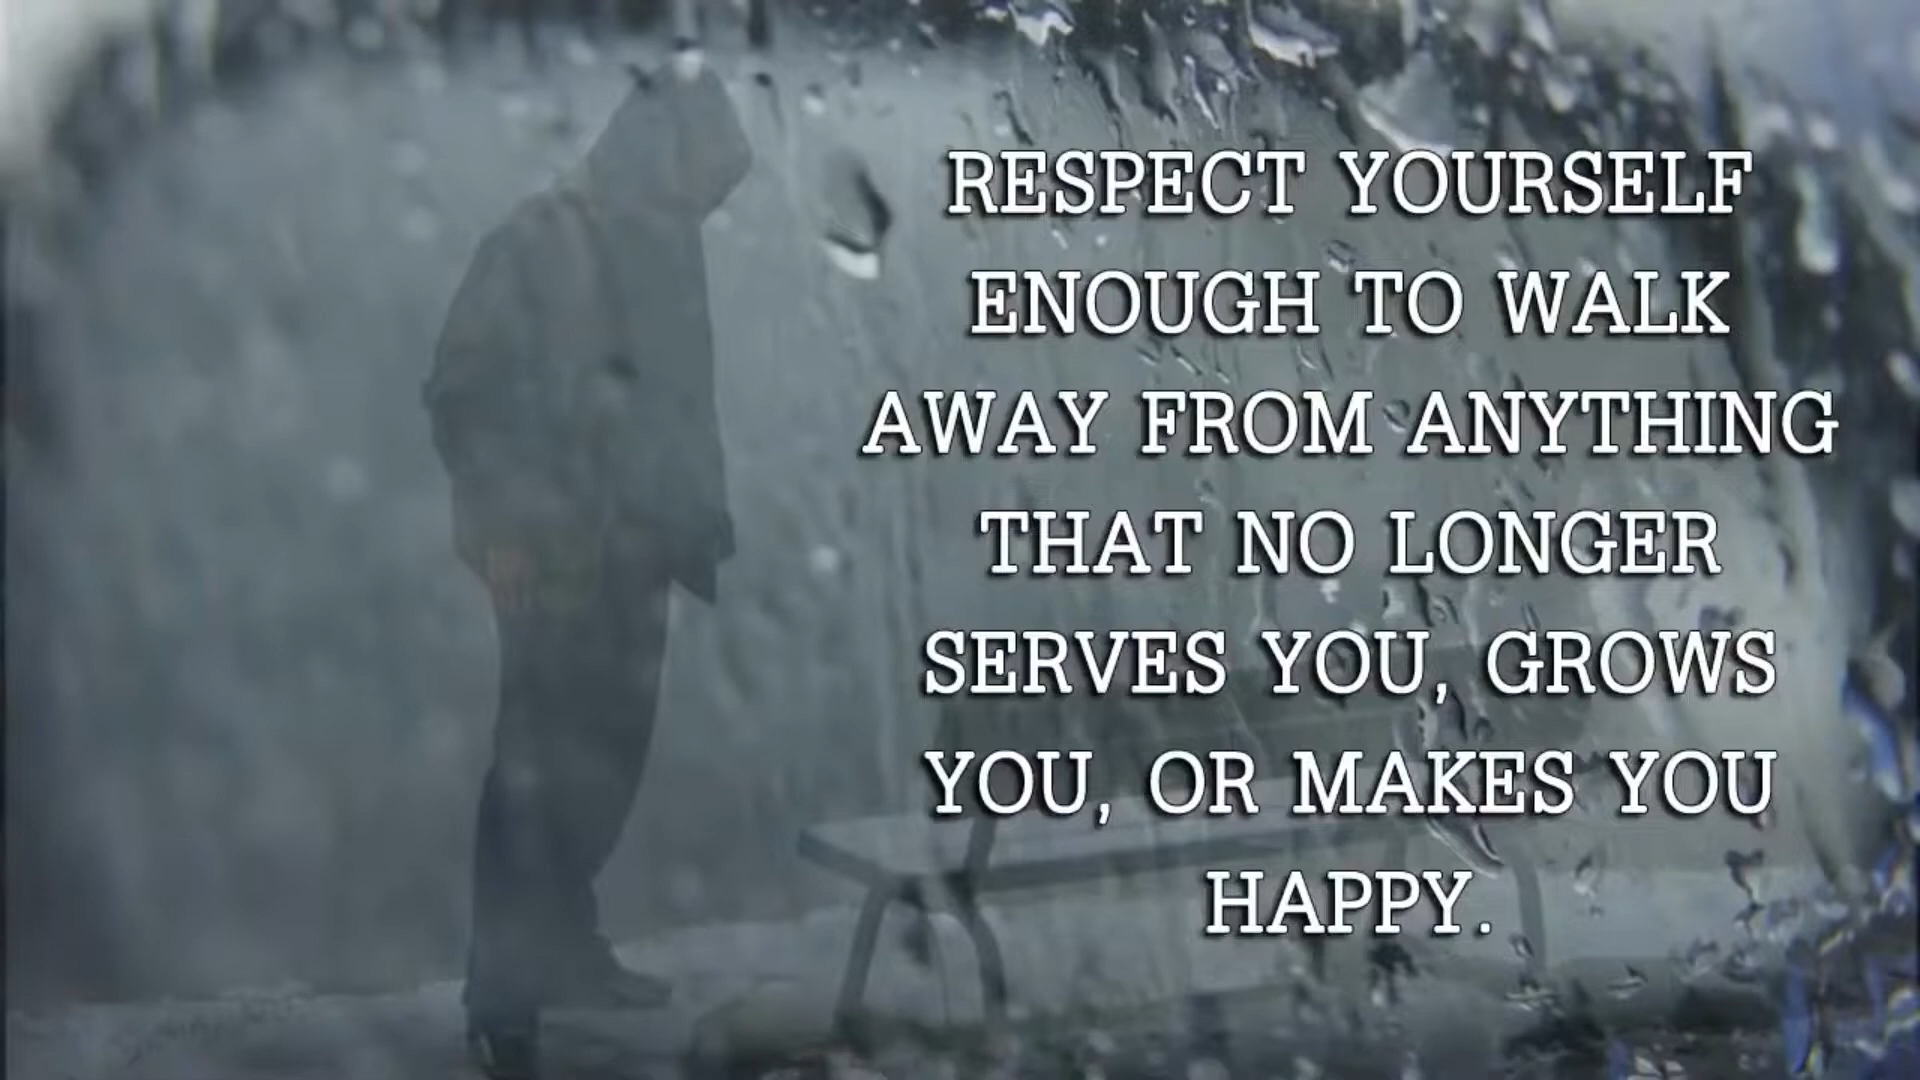 RESPECT YOURSELF
ENOUGH TO WALK
AWAY FROM ANYTHING
THAT NO LONGER
SERVES YOU, GROWS
YOU, OR MAKES YOU
HAPPY.